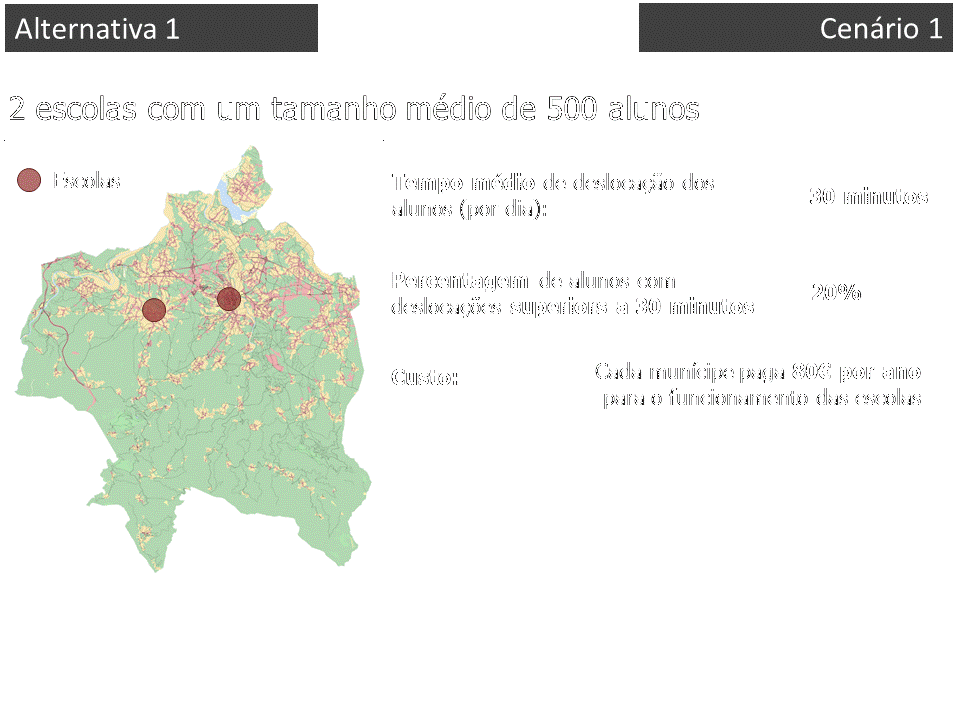 Alternativa 1
Cenário 1
2 escolas com um tamanho médio de 500 alunos
Escolas
Tempo médio de deslocação dos
alunos (por dia):
30 minutos
Percentagem de alunos com
deslocações superiors a 30 minutos
20%
Custo:
Cada munícipe paga 80€ por ano
para o funcionamento das escolas